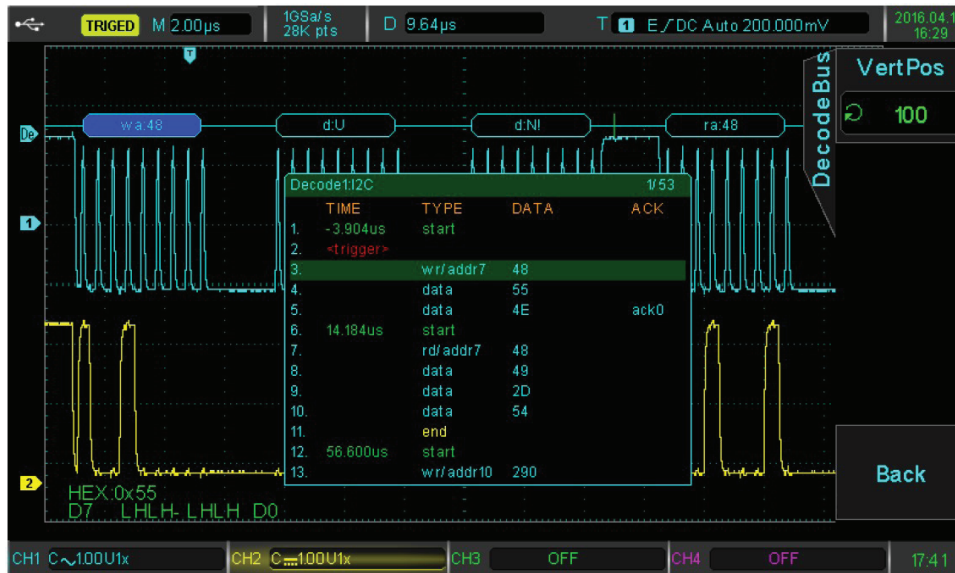 TRIGED M 2.00µs 1GSa/s 28K pts D 9.64µs T 1 E DC Auto 200.000mV 2016.04.1 16:29
T
DecodeBus
VertPos
100
De wa:48 d:U d:N! ra:48
Decode1:I2C 1/53
TIME TYPE DATA ACK
1. -3.904us start
2. <trigger>
3. wr/addr7 48
4. data 55
5. data 4E ack0
6. 14.184us start
7. rd/addr7 48
8. data 49
9. data 2D
10. data 54
11. end
12. 56.600us start
13. wr/addr10 290
1
2
HEX:0x55
D7 LHLH- LHLH D0
Back
CH1 C 1.00U1x CH2 C 1.00U1x CH3 OFF CH4 OFF 17:41